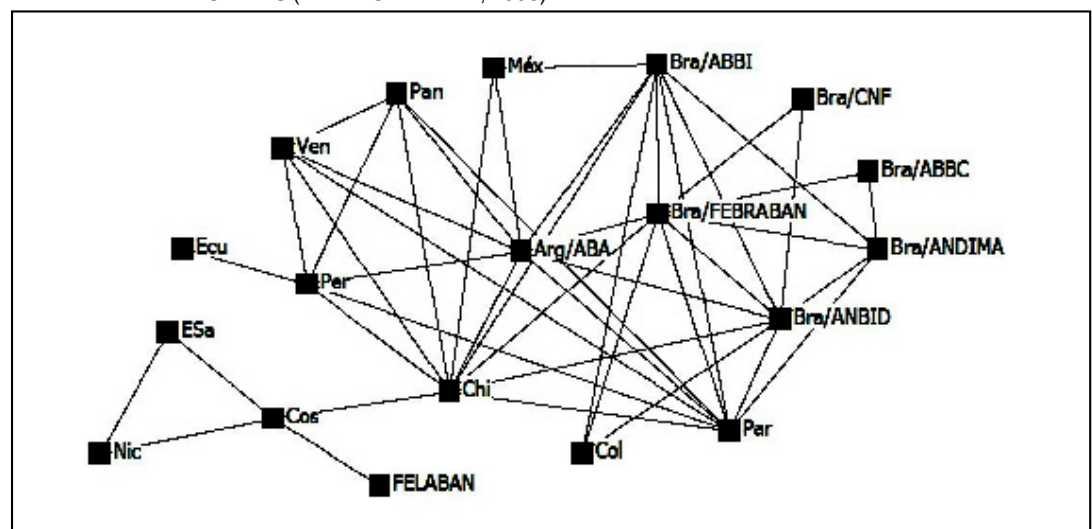 Méx
Bra/ABBI
Pan
Bra/CNF
Ven
Bra/ABBC
Bra/FEBRABAN
Ecu
Arg/ABA
Bra/ANDIMA
Per
Bra/ANBID
ESa
Chi
Cos
Par
Nic
Col
FELABAN